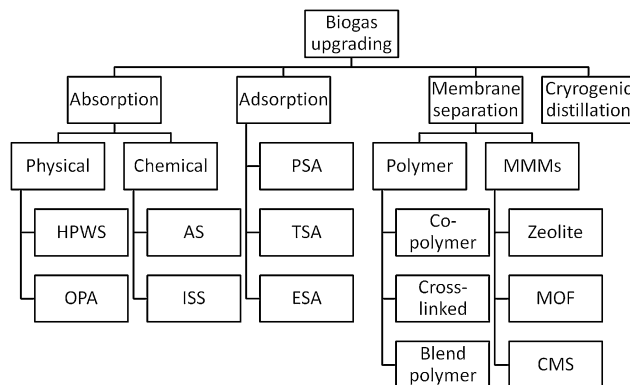 Biogas
upgrading
Absorption
Adsorption
Membrane
separation
Cryrogenic
distillation
Physical
Chemical
PSA
Polymer
MMMs
HPWS
AS
TSA
Co-
polymer
Zeolite
OPA
ISS
ESA
Cross-
linked
MOF
Blend
polymer
CMS